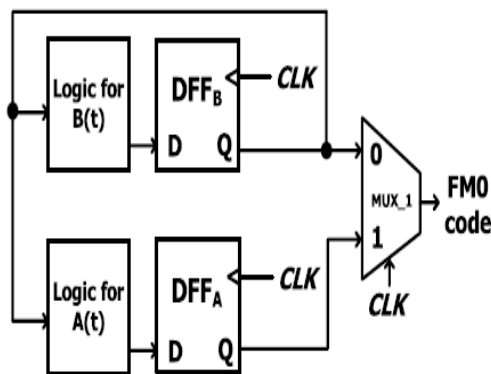 Logic for
B(t)
DFFB
CLK
D
Q
0
MUX_1
1
FM0
code
CLK
Logic for
A(t)
DFFA
CLK
D
Q